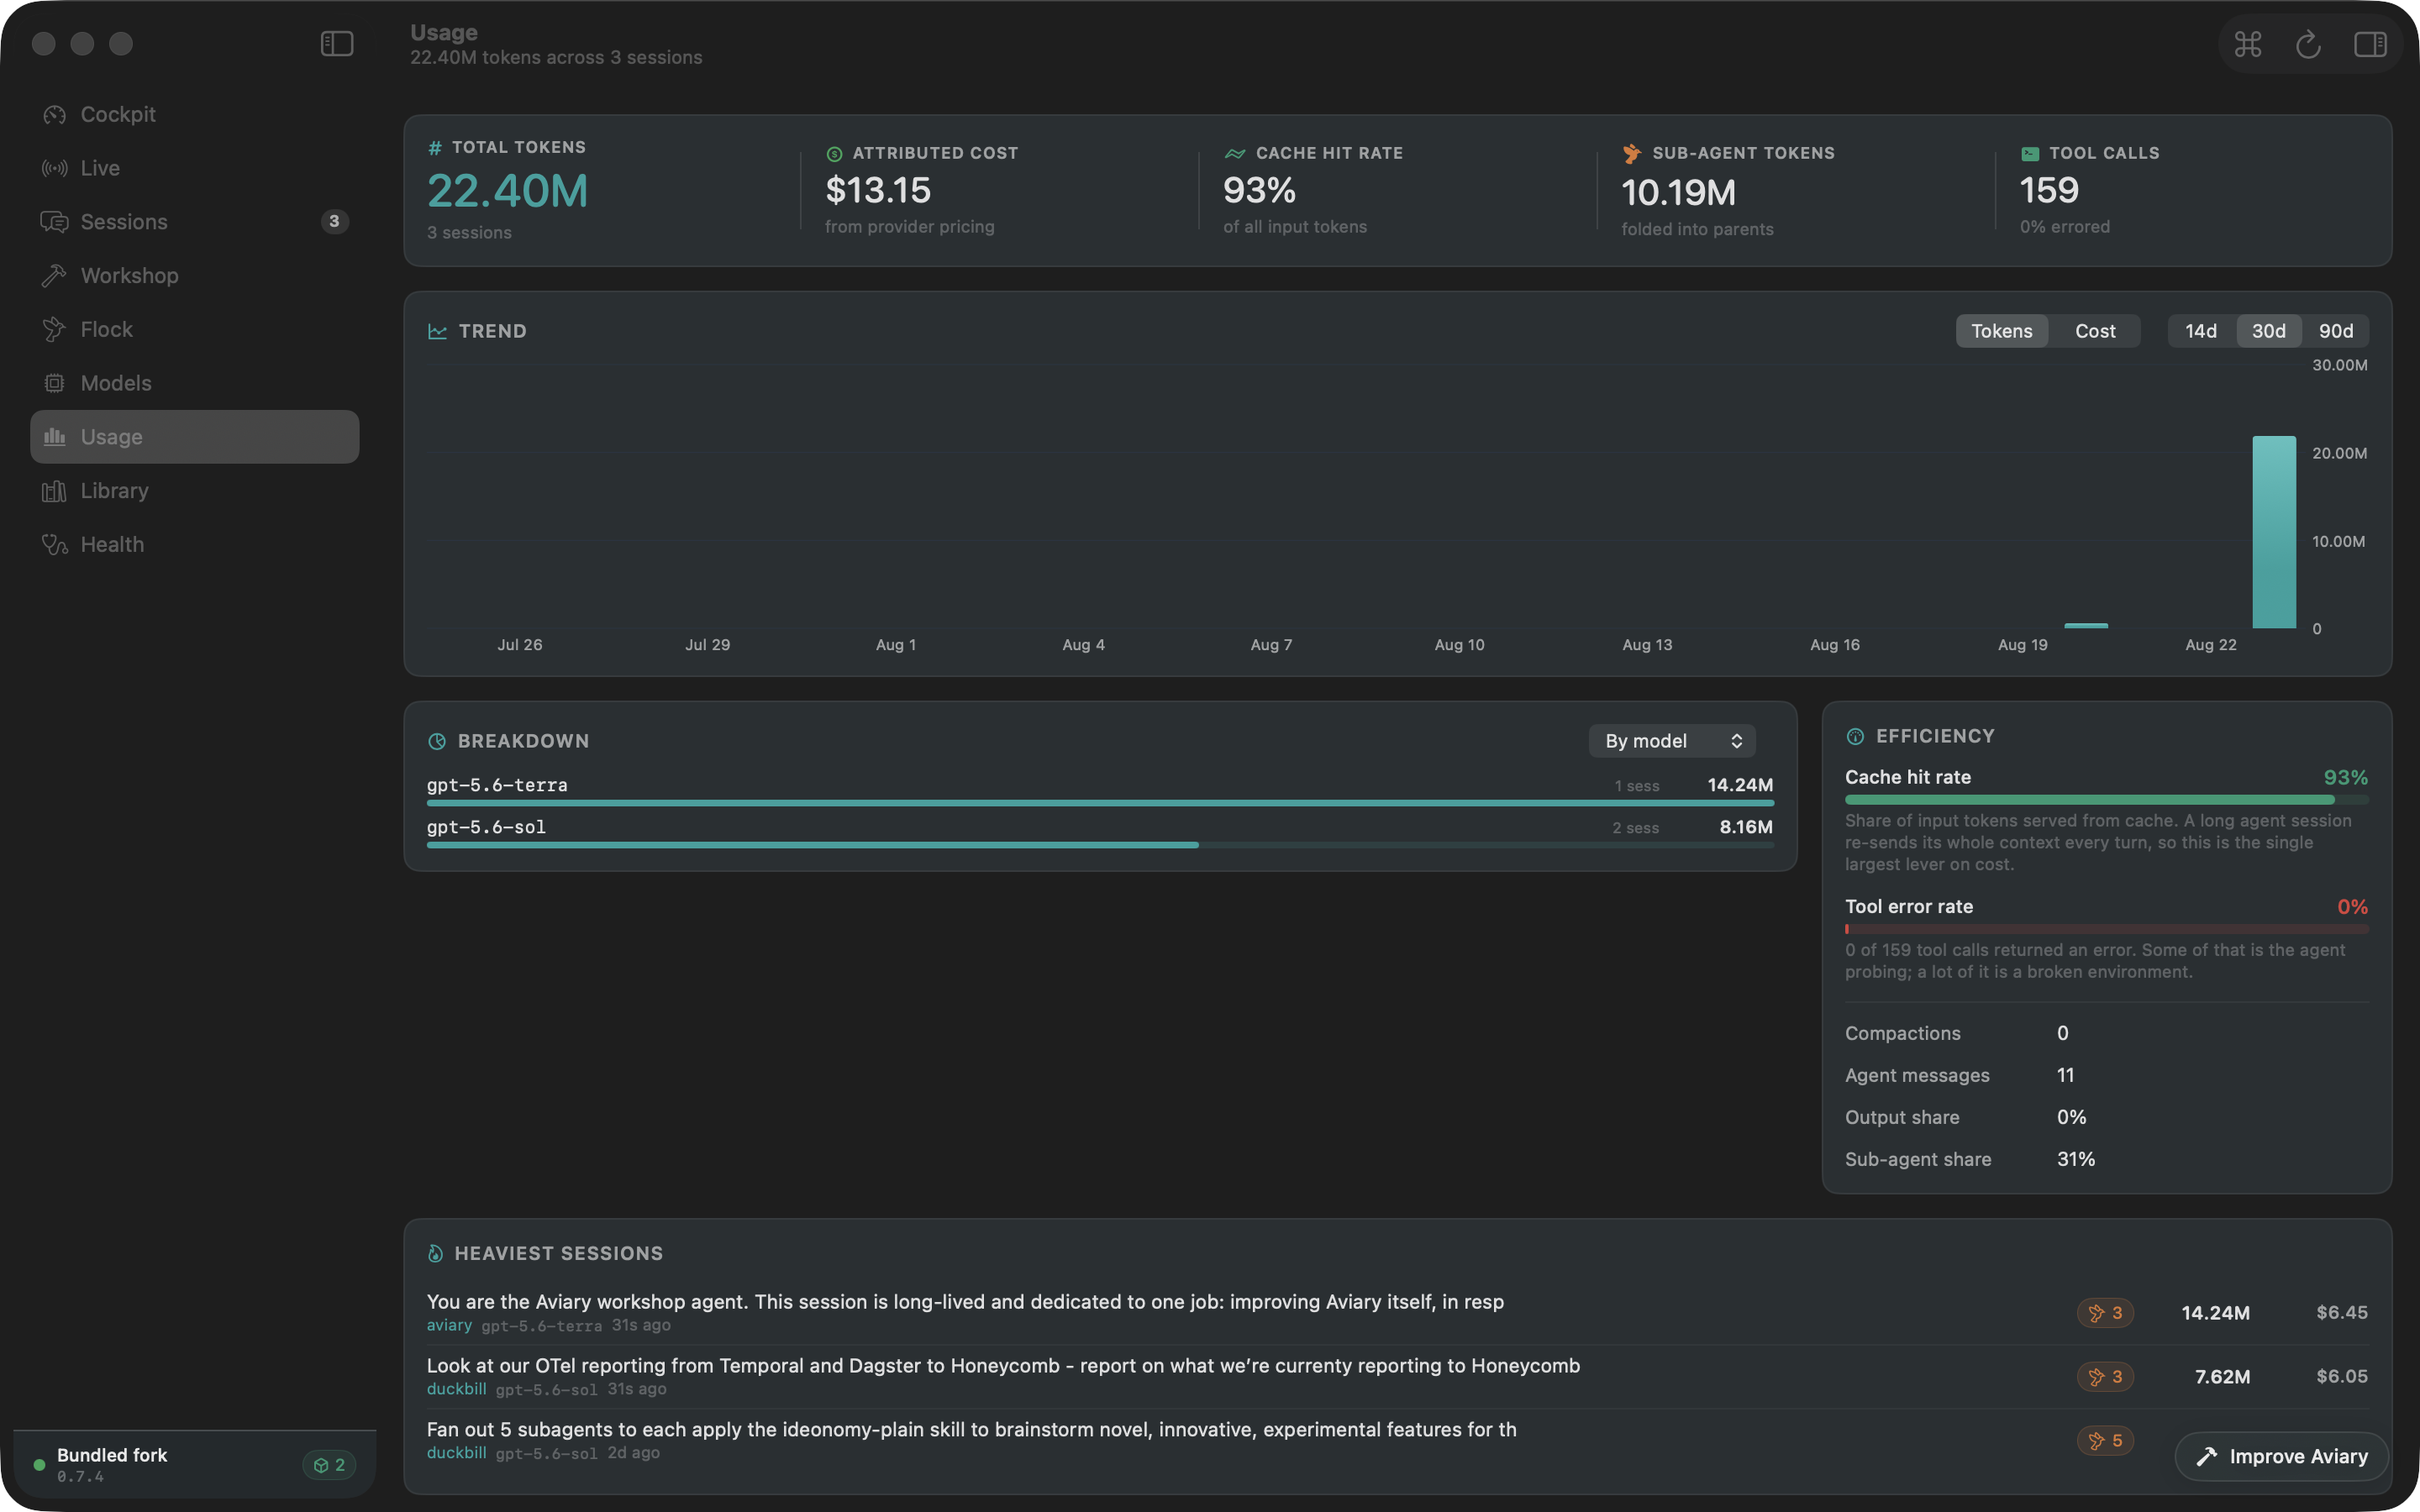 Usage
22.40M tokens across 3 sessions
Cockpit
Live
Sessions 3
Workshop
Flock
Models
Usage
Library
Health
Bundled fork
0.7.4
2
# TOTAL TOKENS
22.40M
3 sessions
ATTRIBUTED COST
$13.15
from provider pricing
CACHE HIT RATE
93%
of all input tokens
SUB-AGENT TOKENS
10.19M
folded into parents
TOOL CALLS
159
0% errored
TREND
Tokens Cost 14d 30d 90d
30.00M
20.00M
10.00M
0
Jul 26 Jul 29 Aug 1 Aug 4 Aug 7 Aug 10 Aug 13 Aug 16 Aug 19 Aug 22
BREAKDOWN By model
gpt-5.6-terra 1 sess 14.24M
gpt-5.6-sol 2 sess 8.16M
EFFICIENCY
Cache hit rate 93%
Share of input tokens served from cache. A long agent session
re-sends its whole context every turn, so this is the single
largest lever on cost.
Tool error rate 0%
0 of 159 tool calls returned an error. Some of that is the agent
probing; a lot of it is a broken environment.
Compactions 0
Agent messages 11
Output share 0%
Sub-agent share 31%
HEAVIEST SESSIONS
You are the Aviary workshop agent. This session is long-lived and dedicated to one job: improving Aviary itself, in resp
aviary gpt-5.6-terra 31s ago
3 14.24M $6.45
Look at our OTel reporting from Temporal and Dagster to Honeycomb - report on what we're currenty reporting to Honeycomb
duckbill gpt-5.6-sol 31s ago
3 7.62M $6.05
Fan out 5 subagents to each apply the ideonomy-plain skill to brainstorm novel, innovative, experimental features for th
duckbill gpt-5.6-sol 2d ago
5
Improve Aviary